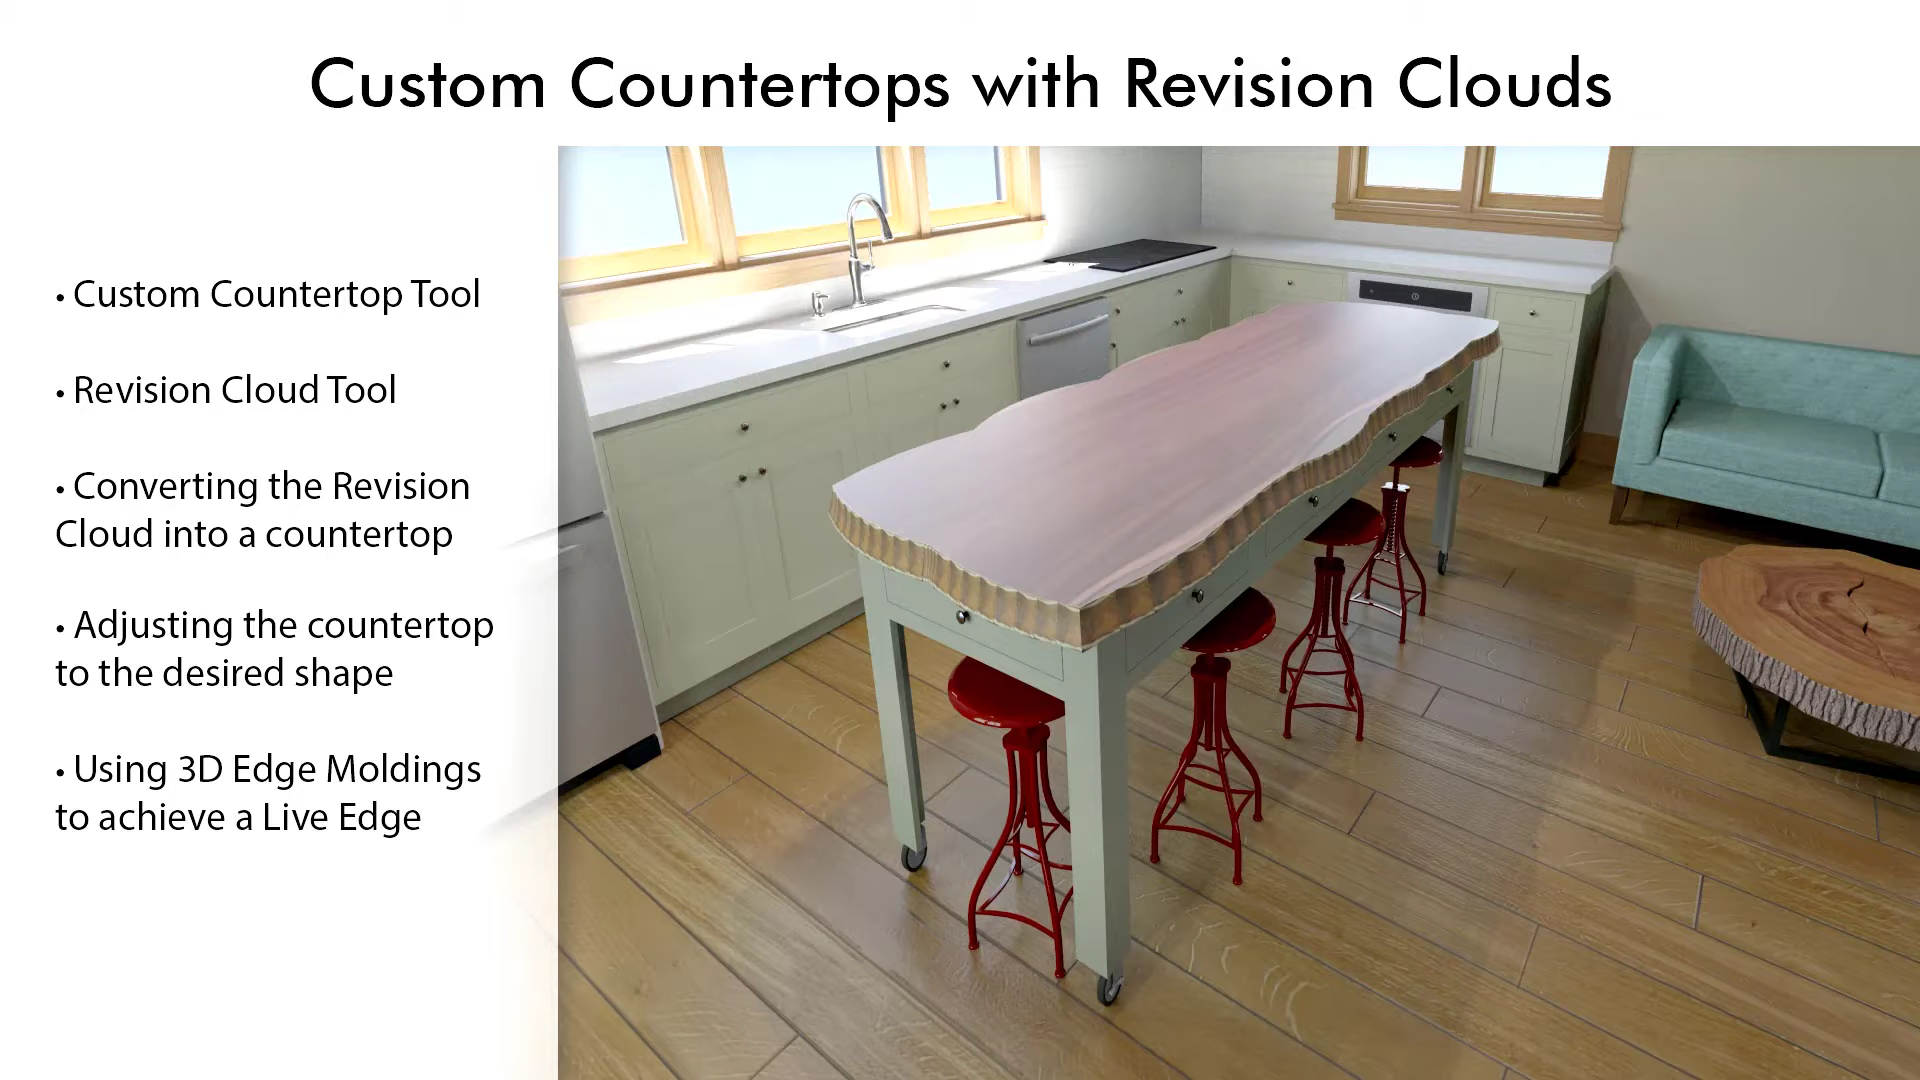 Custom Countertops with Revision Clouds
• Custom Countertop Tool
• Revision Cloud Tool
• Converting the Revision
Cloud into a countertop
• Adjusting the countertop
to the desired shape
• Using 3D Edge Moldings
to achieve a Live Edge